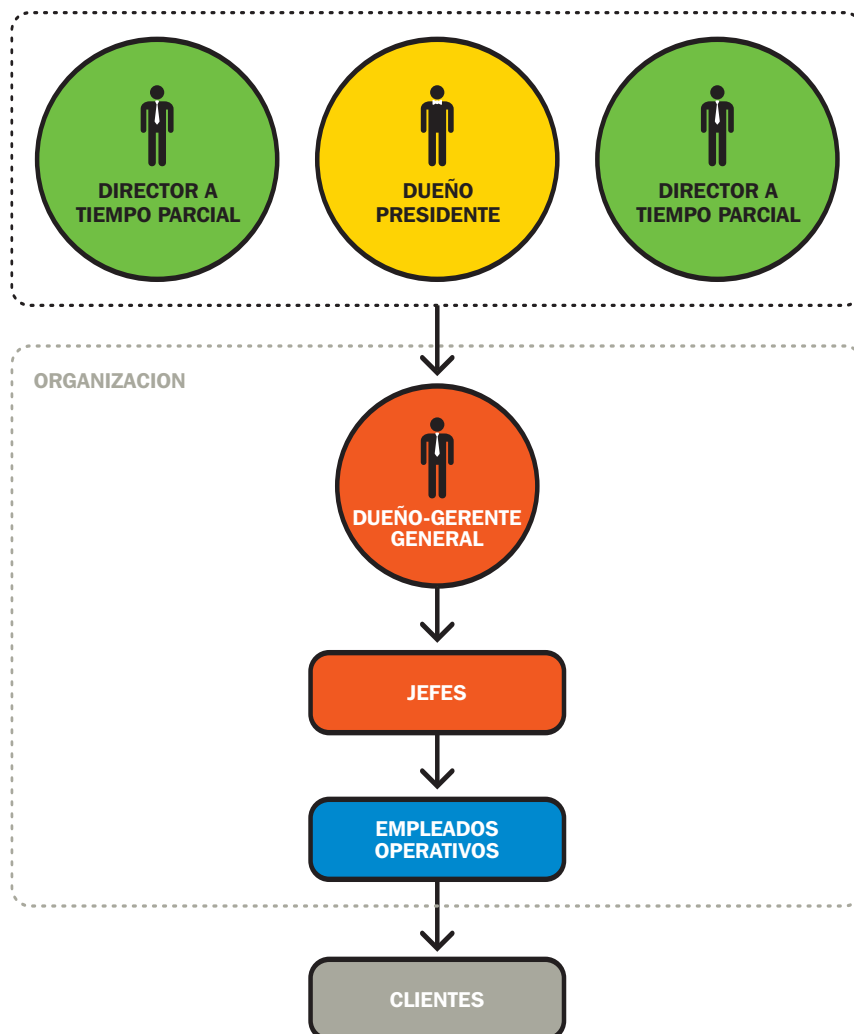 DIRECTOR A
TIEMPO PARCIAL
DUEÑO
PRESIDENTE
DIRECTOR A
TIEMPO PARCIAL
ORGANIZACION
DUEÑO-GERENTE
GENERAL
JEFES
EMPLEADOS
OPERATIVOS
CLIENTES